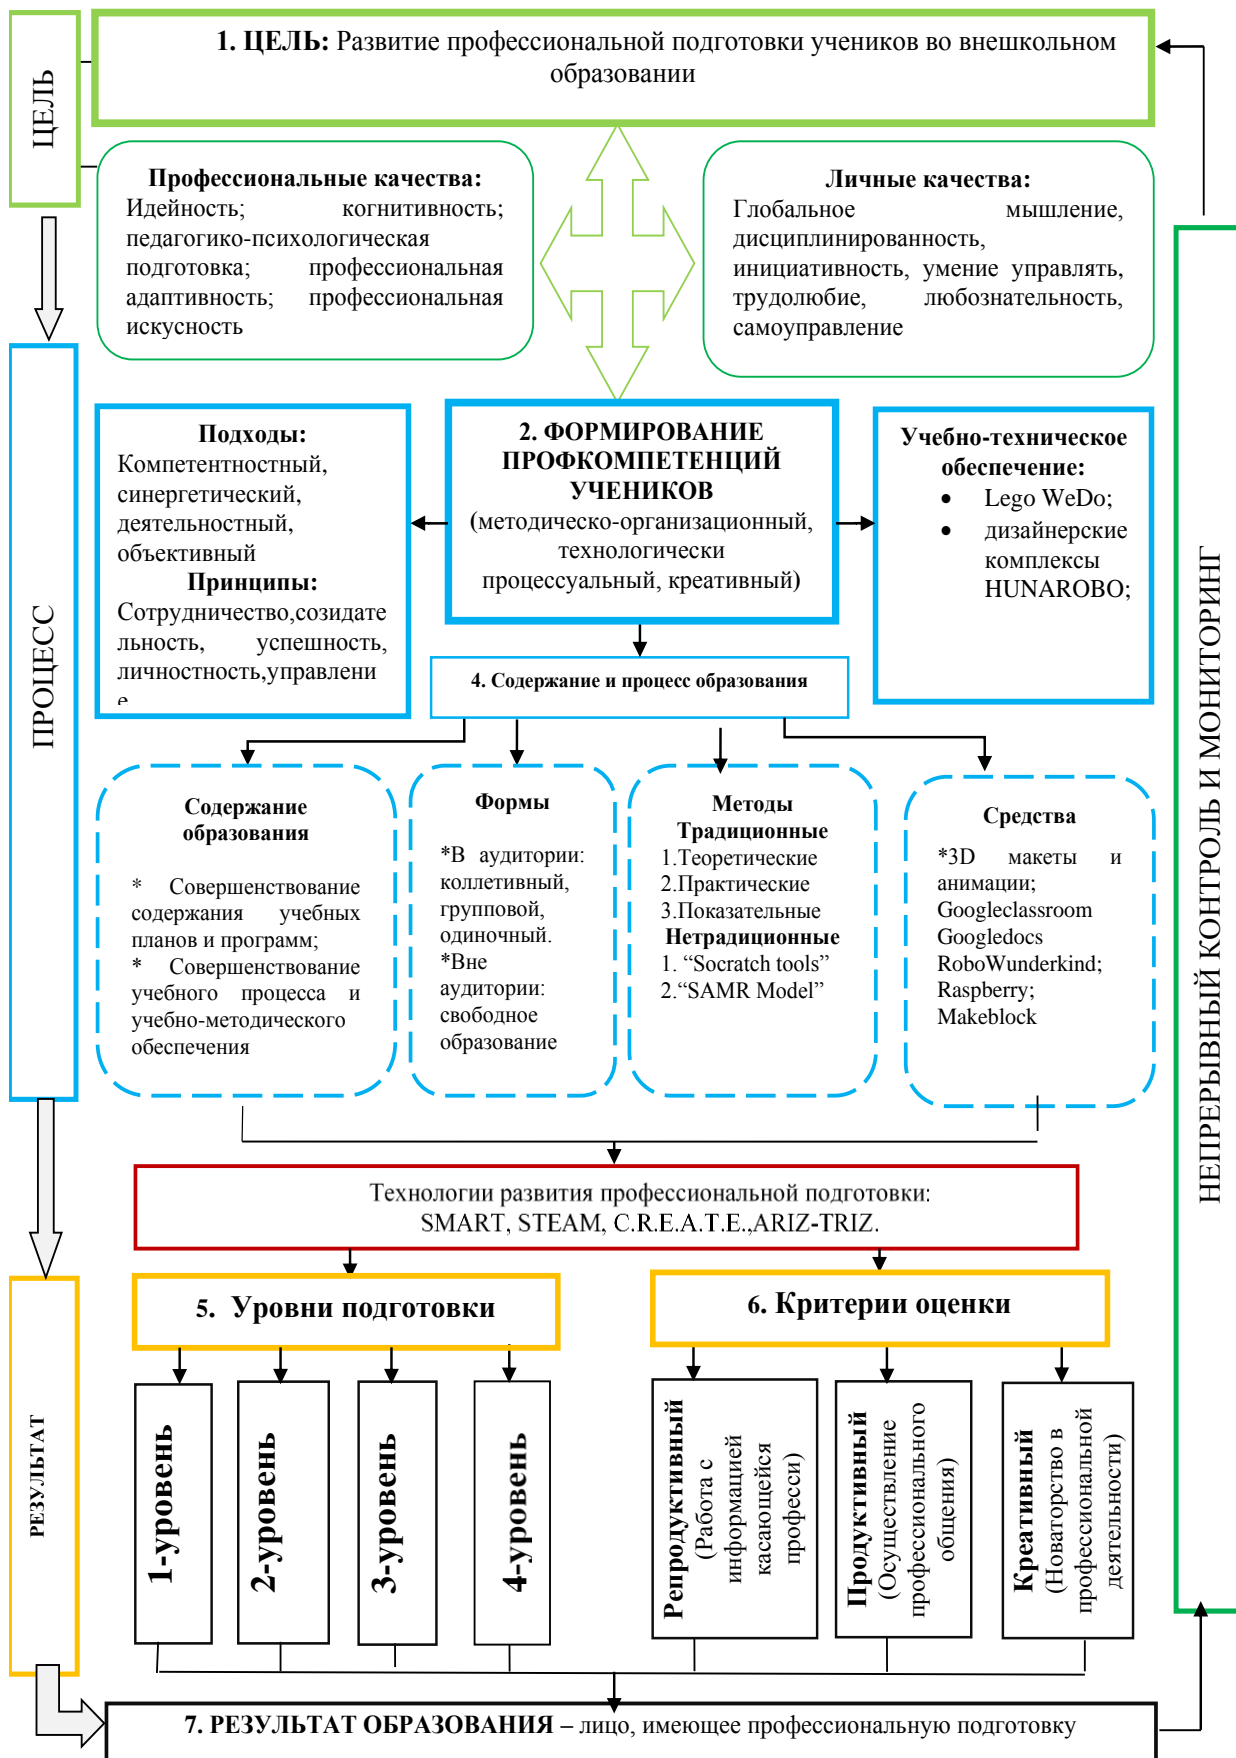 ЦЕЛЬ
1. ЦЕЛЬ: Развитие профессиональной подготовки учеников во внешкольном
образовании
Профессиональные качества:
Идейность; когнитивность;
педагогико-психологическая
подготовка; профессиональная
адаптивность; профессиональная
искусность
Личные качества:
Глобальное мышление,
дисциплинированность,
инициативность, умение управлять,
трудолюбие, любознательность,
самоуправление
ПРОЦЕСС
Подходы:
Компетентностный,
синергетический,
деятельностный,
объективный
Принципы:
Сотрудничество,созидате
льность, успешность,
личностность,управлени
е
2. ФОРМИРОВАНИЕ
ПРОФКОМПЕТЕНЦИЙ
УЧЕНИКОВ
(методическо-организационный,
технологически
процессуальный, креативный)
Учебно-техническое
обеспечение:
• Lego WeDo;
• дизайнерские
комплексы
HUNAROBO;
4. Содержание и процесс образования
Содержание
образования
* Совершенствование
содержания учебных
планов и программ;
* Совершенствование
учебного процесса и
учебно-методического
обеспечения
Формы
*В аудитории:
коллетивный,
групповой,
одиночный.
*Вне
аудитории:
свободное
образование
Методы
Традиционные
1.Теоретические
2.Практические
3.Показательные
Нетрадиционные
1. “Socratch tools”
2.“SAMR Model”
Средства
*3D макеты и
анимации;
Googleclassroom
Googledocs
RoboWunderkind;
Raspberry;
Makeblock
НЕПРЕРЫВНЫЙ КОНТРОЛЬ И МОНИТОРИНГ
Технологии развития профессиональной подготовки:
SMART, STEAM, C.R.E.A.T.E.,ARIZ-TRIZ.
РЕЗУЛЬТАТ
5. Уровни подготовки
6. Критерии оценки
1-уровень
2-уровень
3-уровень
4-уровень
Репродуктивный
(Работа с
информацией
касающейся
професси)
Продуктивный
(Осуществление
профессионального
общения)
Креативный
(Новаторство в
профессиональной
деятельности)
7. РЕЗУЛЬТАТ ОБРАЗОВАНИЯ – лицо, имеющее профессиональную подготовку